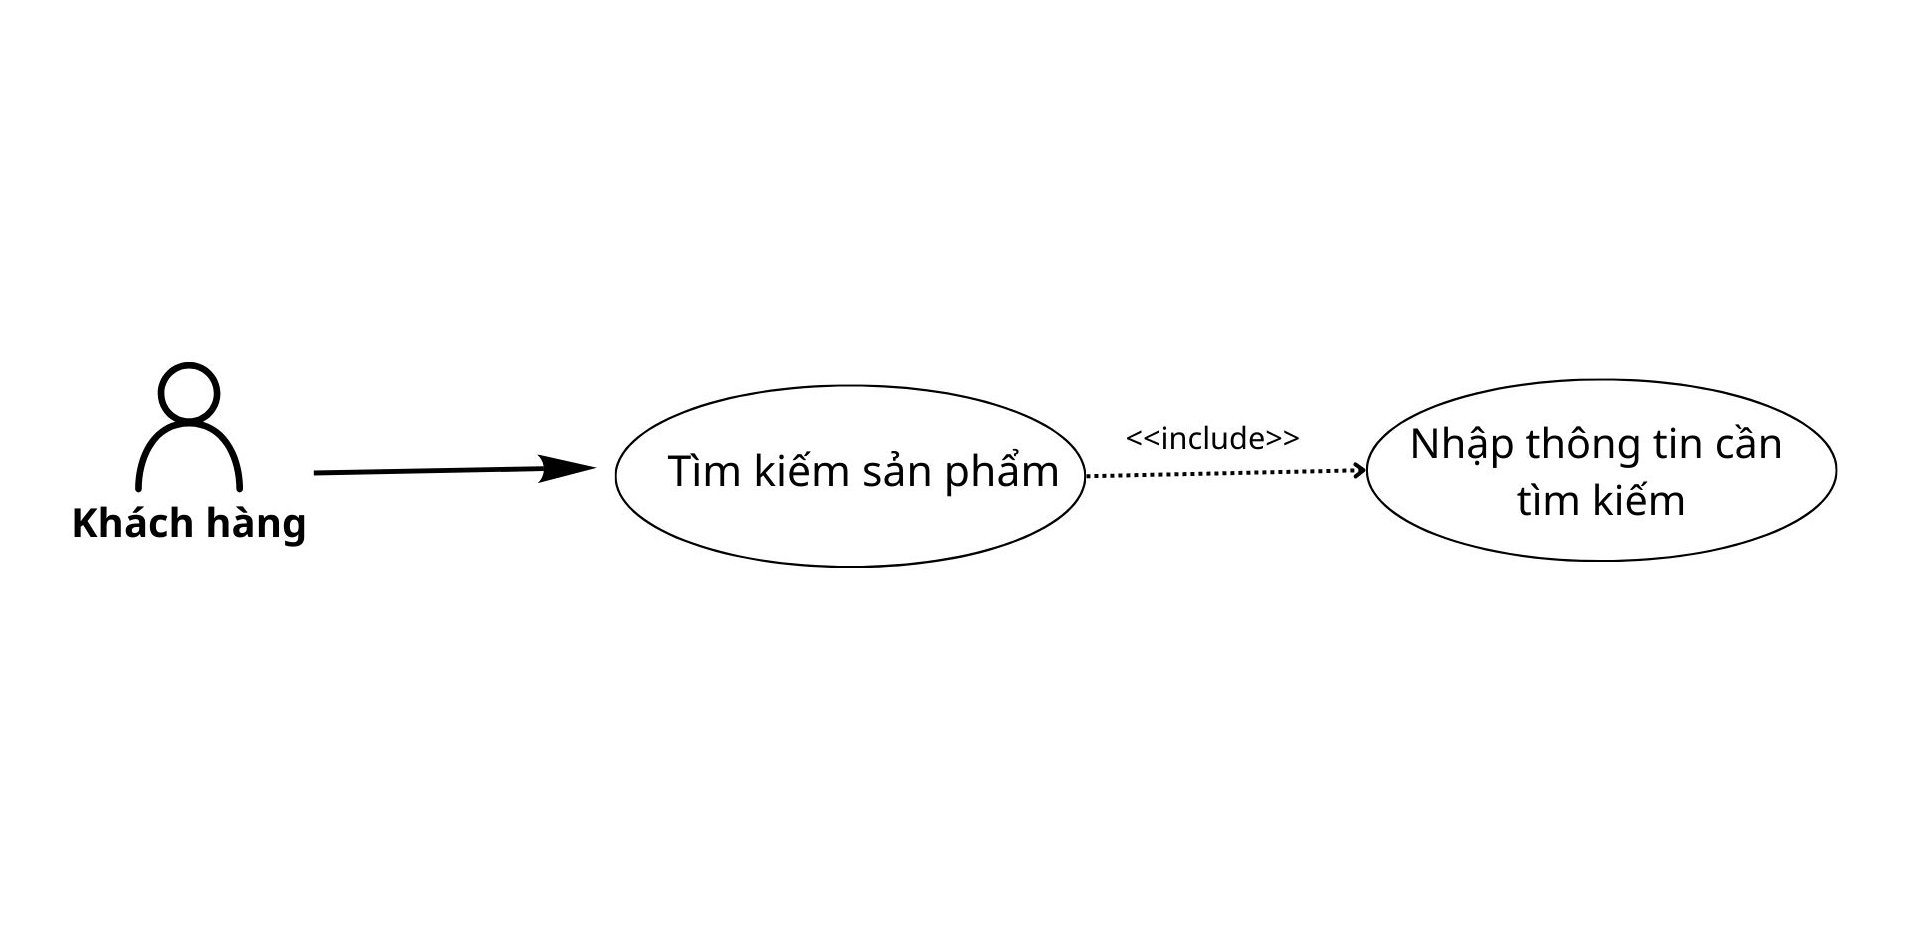 Khách hàng
Tìm kiếm sản phẩm
<<include>>
Nhập thông tin cần
tìm kiếm